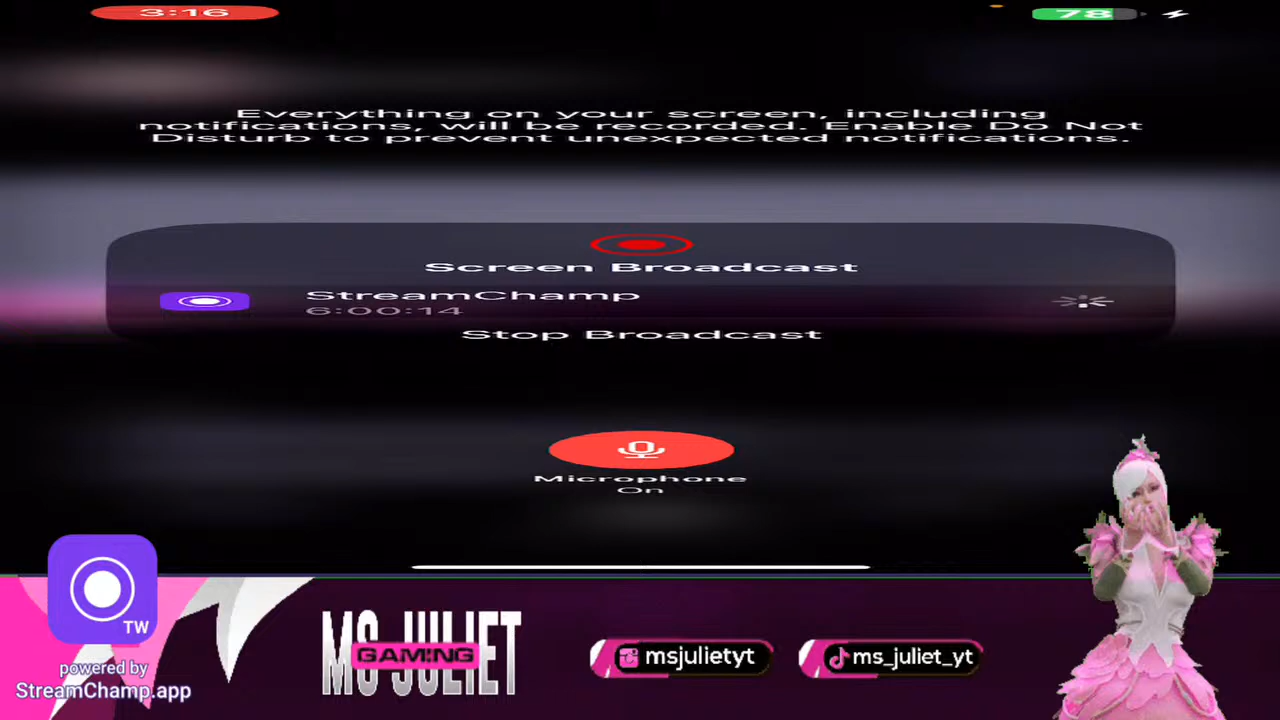 3:16
78
Everything on your screen, including
notifications, will be recorded. Enable Do Not
Disturb to prevent unexpected notifications.
Screen Broadcast
StreamChamp
6:00:14
Stop Broadcast
Microphone
On
TW
powered by
StreamChamp.app
MS JULIET
GAMING
msjulietyt
ms_juliet_yt